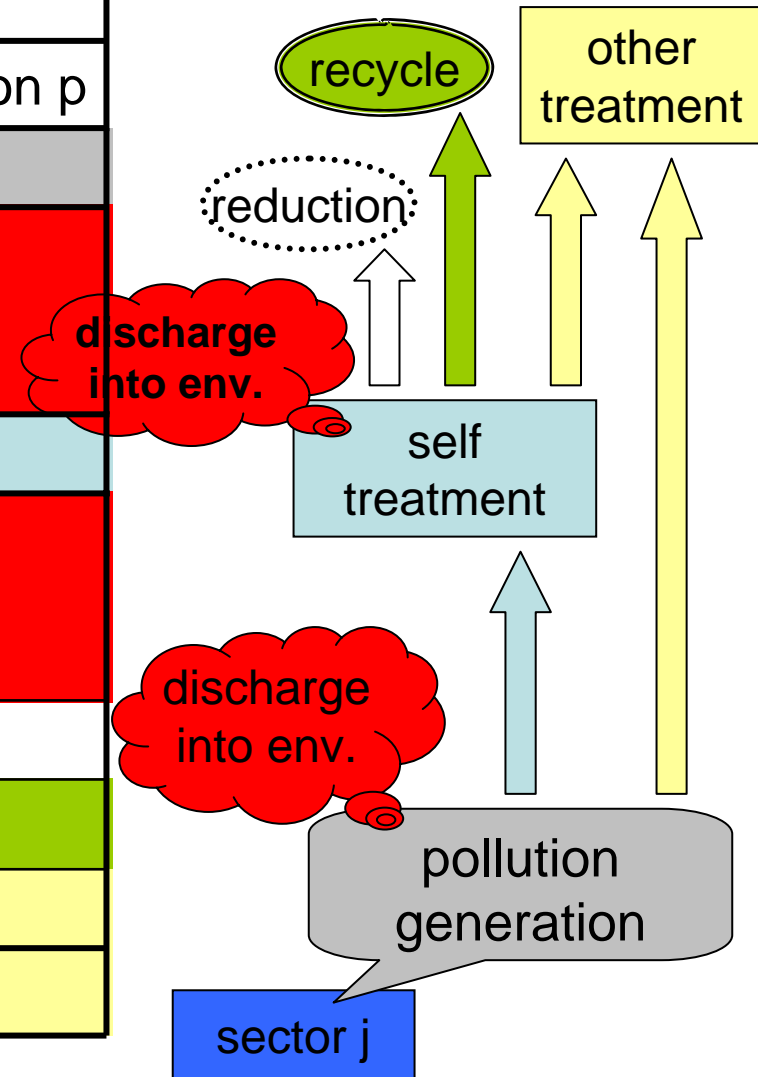 on p
recycle
other
treatment
reduction
discharge
into env.
self
treatment
discharge
into env.
pollution
generation
sector j